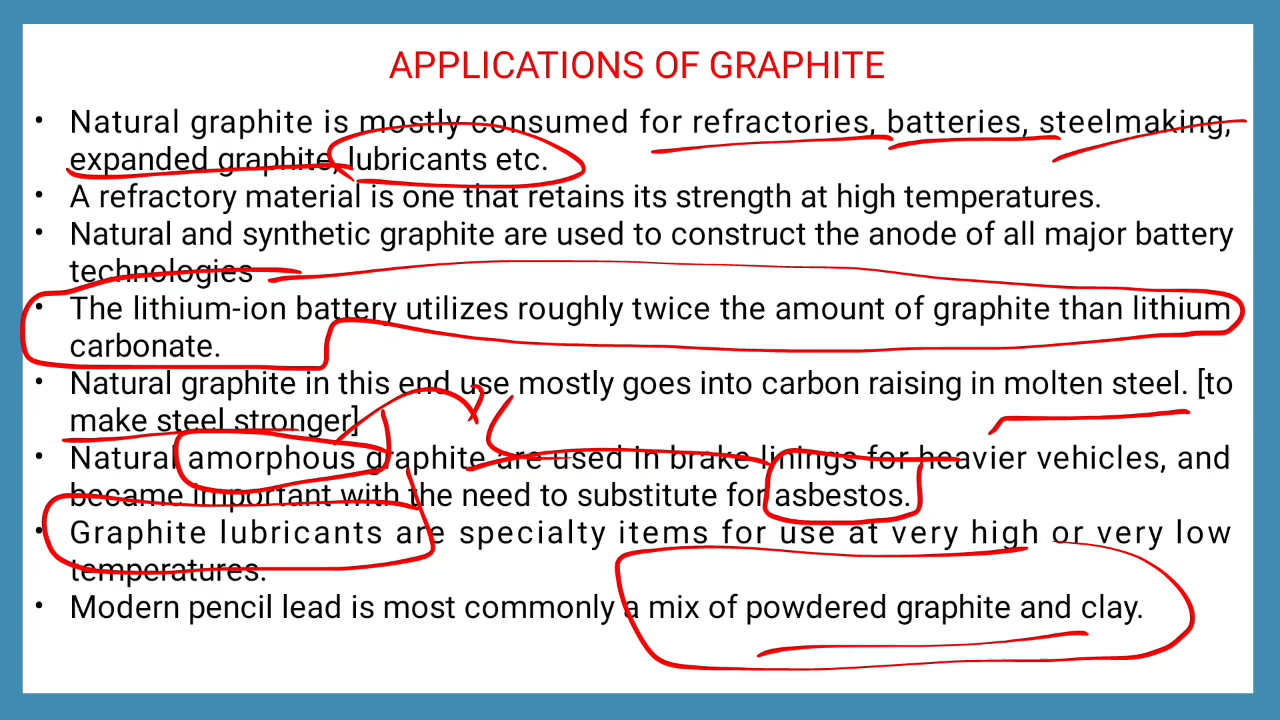 APPLICATIONS OF GRAPHITE
• Natural graphite is mostly consumed for refractories, batteries, steelmaking,
expanded graphite, lubricants etc.
• A refractory material is one that retains its strength at high temperatures.
• Natural and synthetic graphite are used to construct the anode of all major battery
technologies
• The lithium-ion battery utilizes roughly twice the amount of graphite than lithium
carbonate.
• Natural graphite in this end use mostly goes into carbon raising in molten steel. [to
make steel stronger]
• Natural amorphous graphite are used in brake linings for heavier vehicles, and
became important with the need to substitute for asbestos.
• Graphite lubricants are specialty items for use at very high or very low
temperatures.
• Modern pencil lead is most commonly a mix of powdered graphite and clay.